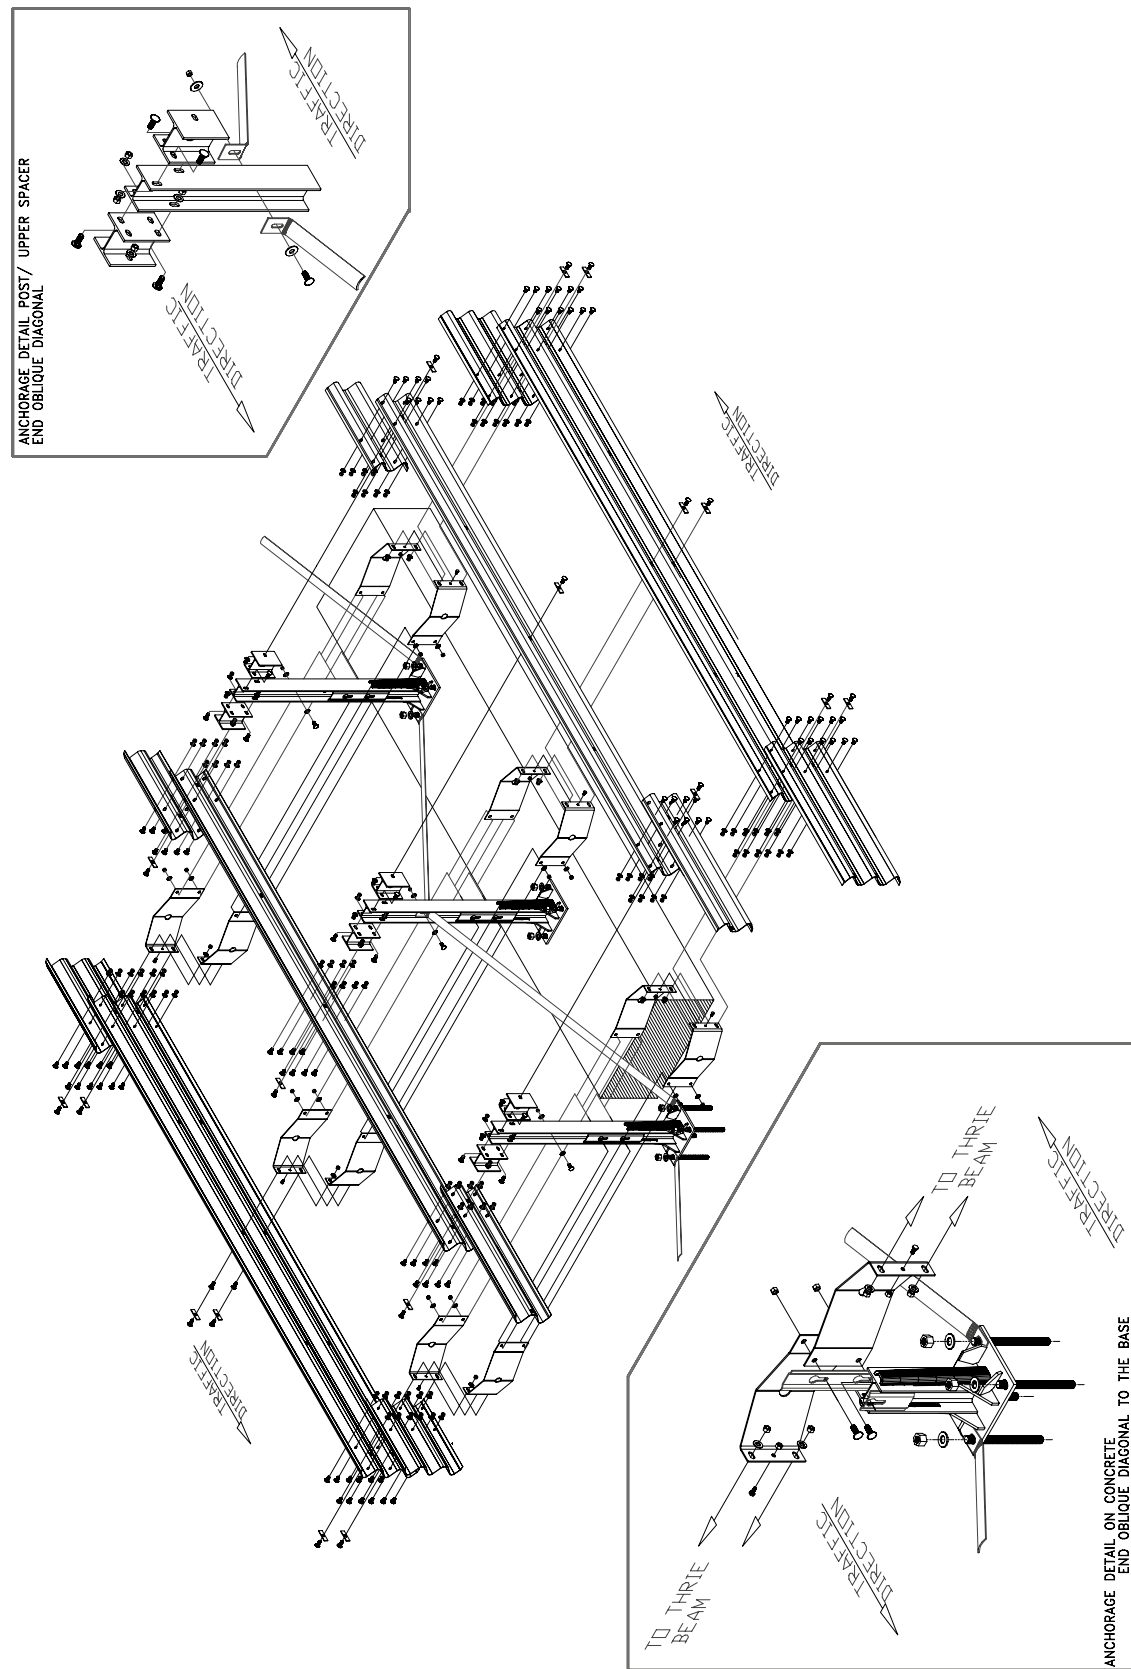 ANCHORAGE DETAIL POST/ UPPER SPACER
END OBLIQUE DIAGONAL
TRAFFIC
DIRECTION
TRAFFIC
DIRECTION
TRAFFIC
DIRECTION
TRAFFIC
DIRECTION
TO THRIE
BEAM
TRAFFIC
DIRECTION
TO THRIE
BEAM
TRAFFIC
DIRECTION
ANCHORAGE DETAIL ON CONCRETE
END OBLIQUE DIAGONAL TO THE BASE